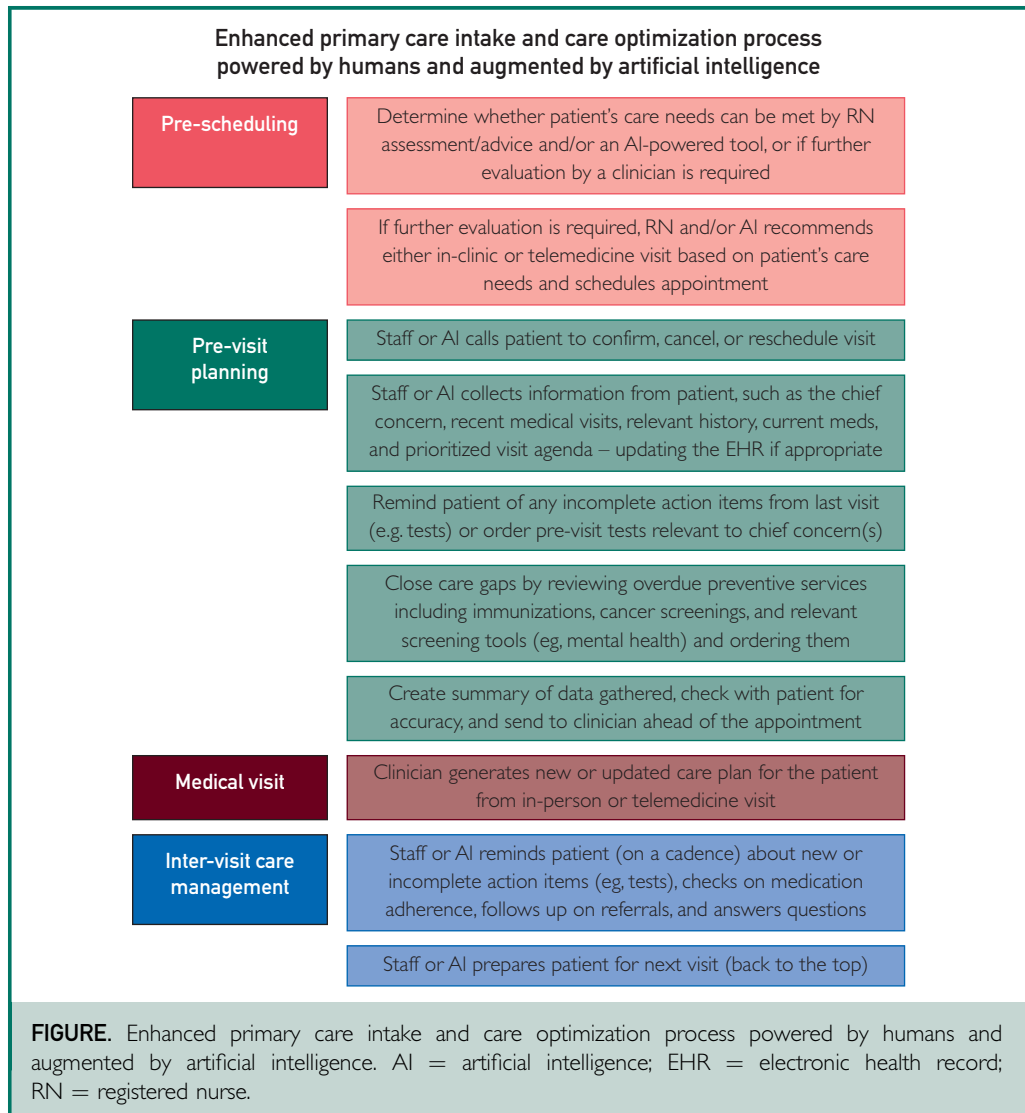 Enhanced primary care intake and care optimization process
powered by humans and augmented by artificial intelligence
Pre-scheduling
Determine whether patient's care needs can be met by RN
assessment/advice and/or an AI-powered tool, or if further
evaluation by a clinician is required
If further evaluation is required, RN and/or AI recommends
either in-clinic or telemedicine visit based on patient's care
needs and schedules appointment
Pre-visit
planning
Staff or AI calls patient to confirm, cancel, or reschedule visit
Staff or AI collects information from patient, such as the chief
concern, recent medical visits, relevant history, current meds,
and prioritized visit agenda – updating the EHR if appropriate
Remind patient of any incomplete action items from last visit
(e.g. tests) or order pre-visit tests relevant to chief concern(s)
Close care gaps by reviewing overdue preventive services
including immunizations, cancer screenings, and relevant
screening tools (eg, mental health) and ordering them
Create summary of data gathered, check with patient for
accuracy, and send to clinician ahead of the appointment
Medical visit
Clinician generates new or updated care plan for the patient
from in-person or telemedicine visit
Inter-visit care
management
Staff or AI reminds patient (on a cadence) about new or
incomplete action items (eg, tests), checks on medication
adherence, follows up on referrals, and answers questions
Staff or AI prepares patient for next visit (back to the top)
FIGURE. Enhanced primary care intake and care optimization process powered by humans and
augmented by artificial intelligence. AI = artificial intelligence; EHR = electronic health record;
RN = registered nurse.